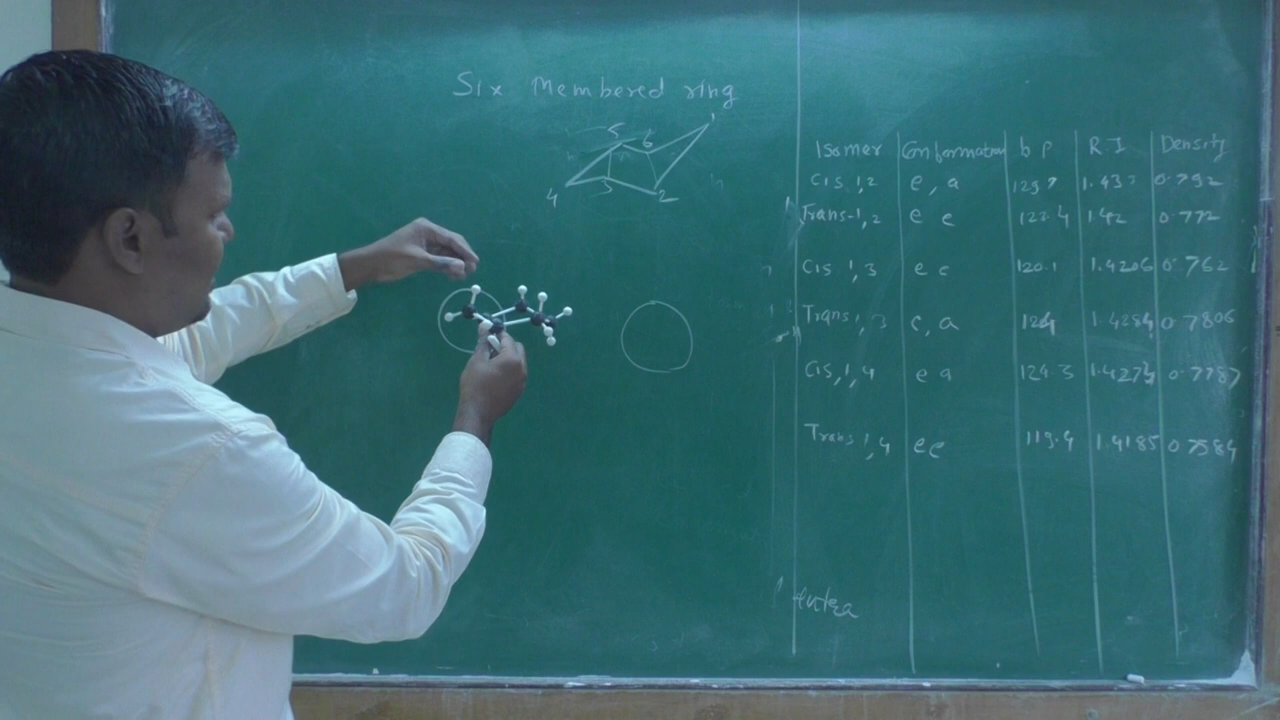 Six Membered ring
1
5 6
4 3 2
Isomer Conformation b p R.I Density
Cis 1,2 e, a 129.7 1.433 0.792
Trans-1,2 e e 123.4 1.42 0.772
Cis 1,3 e e 120.1 1.4206 0.762
Trans 1,3 e, a 124 1.4284 0.7806
Cis, 1,4 e a 124.3 1.4273 0.7787
Trans 1,4 ee 119.4 1.4185 0.7584